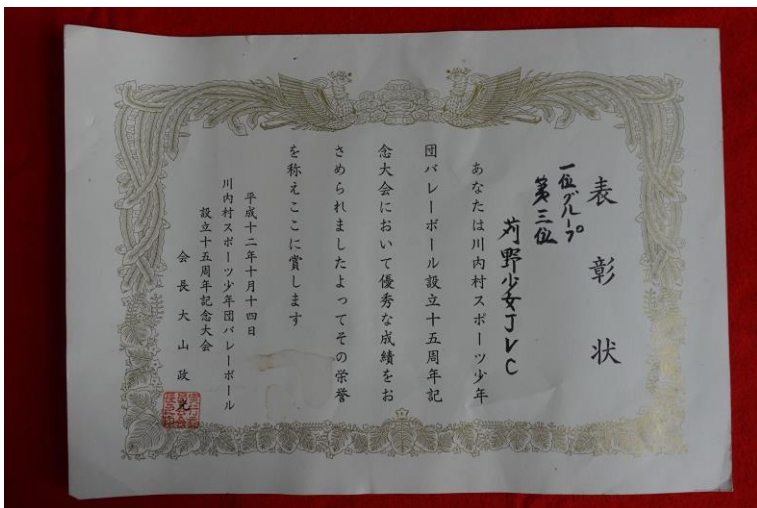 表彰状
一位グループ
第三位
苅野少女JVC
あなたは川内村スポーツ少年
団バレーボール設立十五周年記
念大会において優秀な成績をお
さめられましたよってその栄誉
を称えここに賞します
平成十二年十月十四日
川内村スポーツ少年団バレーボール
設立十五周年記念大会
会長大山政光